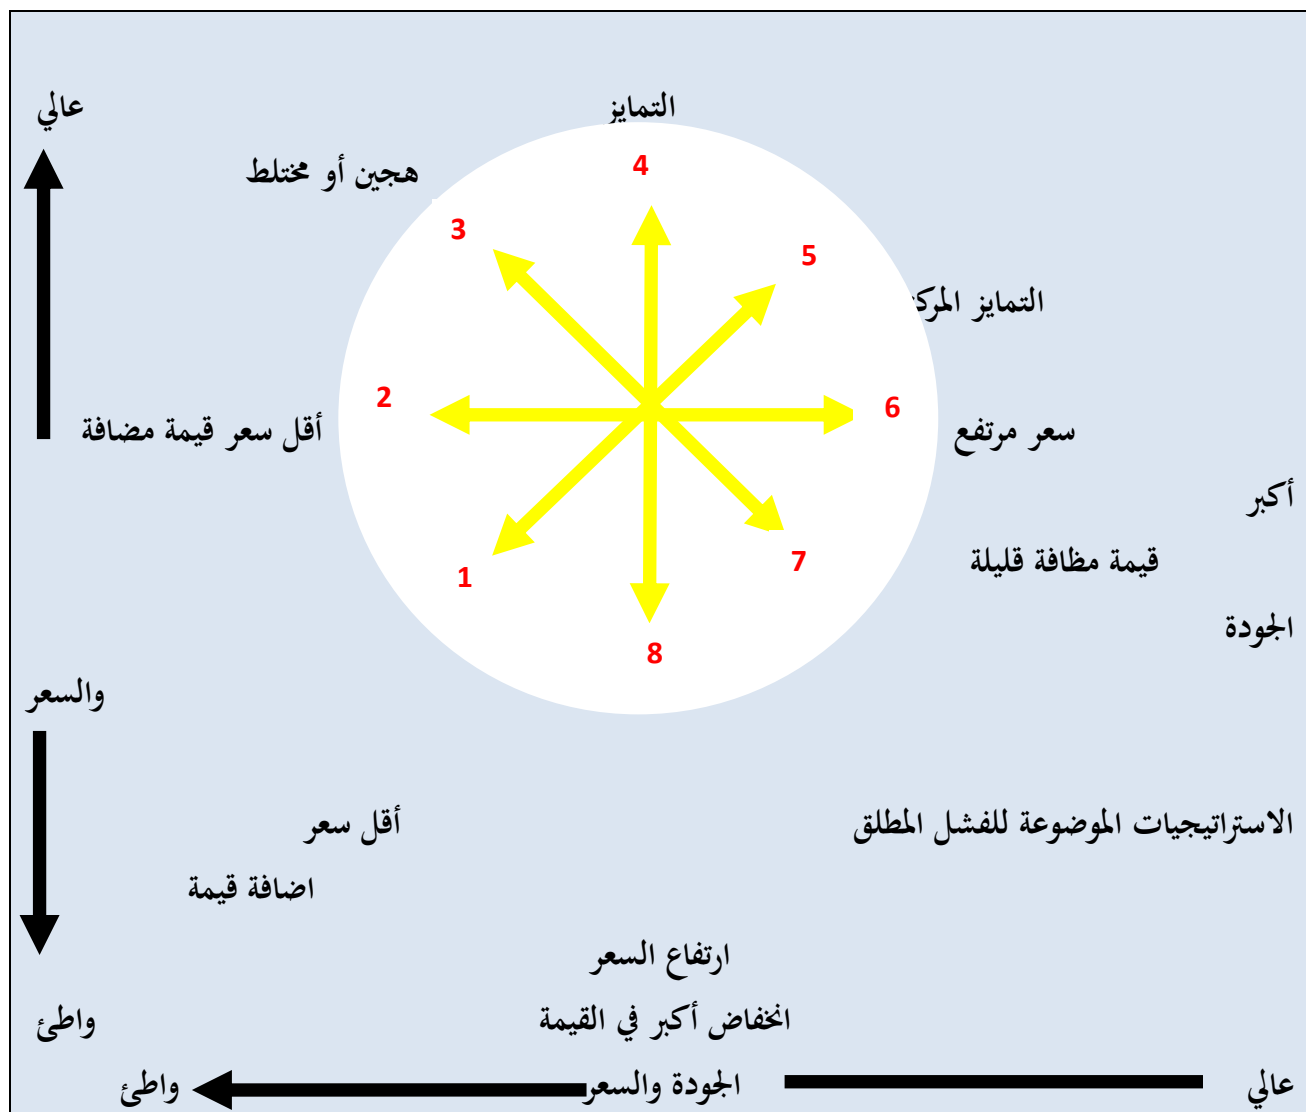 عالي
التمايز
هجين أو مختلط
4
3
5
التمايز
2
6
أقل سعر قيمة مضافة
سعر مرتفع
أكبر
قيمة مظافة قليلة
7
1
الجودة
8
والسعر
الاستراتيجيات الموضوعة للفشل المطلق
أقل سعر
اضافة قيمة
ارتفاع السعر
انخفاض أكبر في القيمة
واطئ
عالي
الجودة والسعر
واطئ